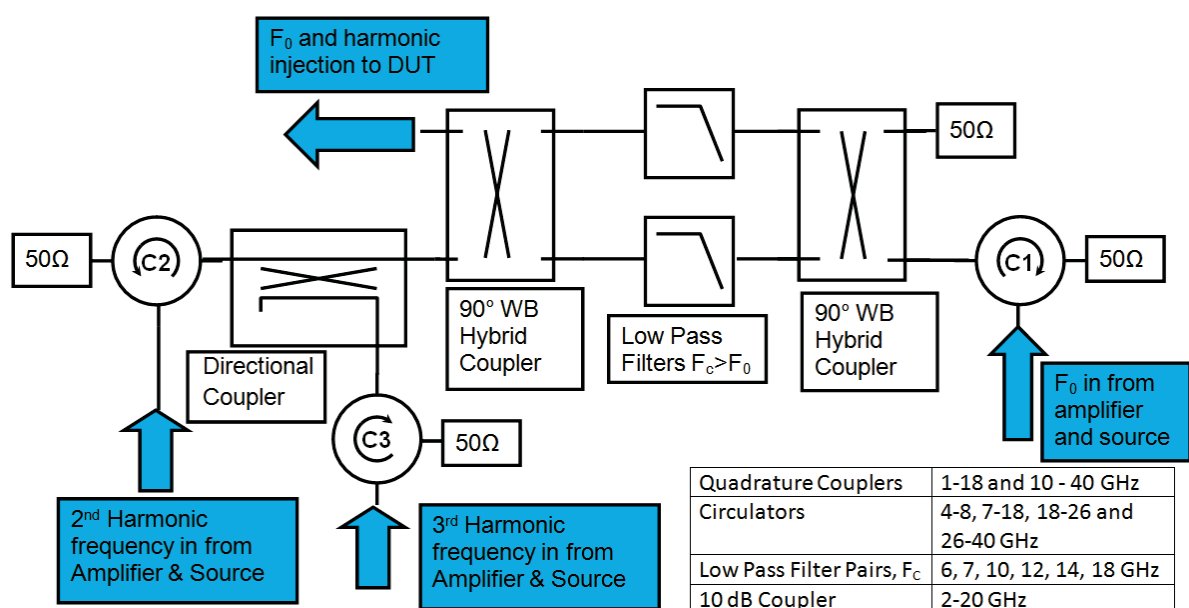 F₀ and harmonic
injection to DUT
50Ω
50Ω
C2
C1
50Ω
Directional
Coupler
90° WB
Hybrid
Coupler
Low Pass
Filters F_c>F₀
90° WB
Hybrid
Coupler
F₀ in from
amplifier
and source
C3
50Ω
2nd Harmonic
frequency in from
Amplifier & Source
3rd Harmonic
frequency in from
Amplifier & Source
Quadrature Couplers 1-18 and 10 - 40 GHz
Circulators 4-8, 7-18, 18-26 and
26-40 GHz
Low Pass Filter Pairs, F_C 6, 7, 10, 12, 14, 18 GHz
10 dB Coupler 2-20 GHz